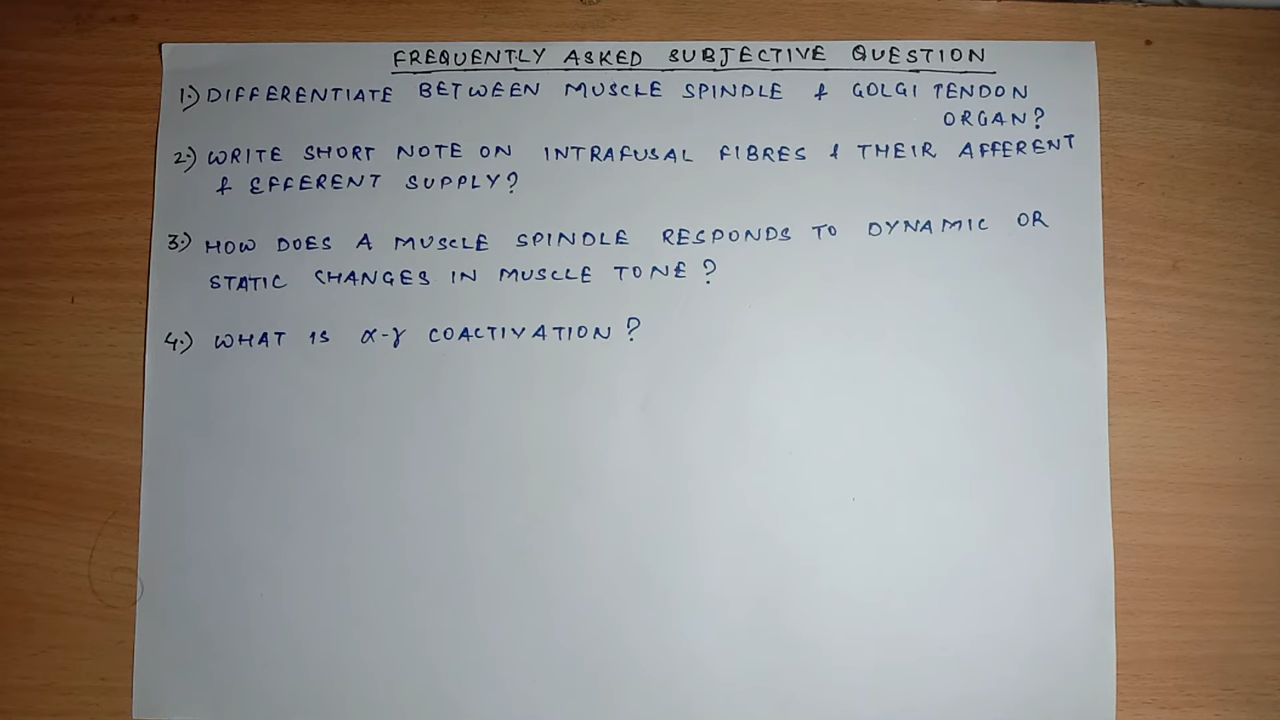 FREQUENTLY ASKED SUBJECTIVE QUESTION
1.) DIFFERENTIATE BETWEEN MUSCLE SPINDLE & GOLGI TENDON
ORGAN?
2.) WRITE SHORT NOTE ON INTRAFUSAL FIBRES & THEIR AFFERENT
& EFFERENT SUPPLY?
3.) HOW DOES A MUSCLE SPINDLE RESPONDS TO DYNAMIC OR
STATIC CHANGES IN MUSCLE TONE?
4.) WHAT IS α-γ COACTIVATION?